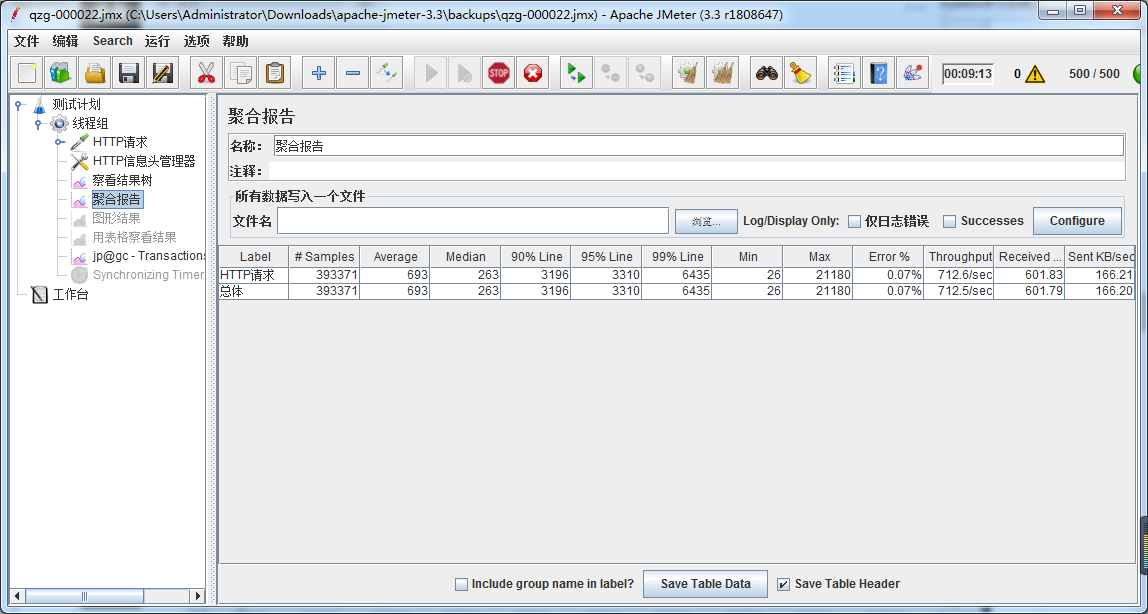 qzg-000022.jmx (C:\Users\Administrator\Downloads\apache-jmeter-3.3\backups\qzg-000022.jmx) - Apache JMeter (3.3 r1808647)
文件 编辑 Search 运行 选项 帮助
STOP 00:09:13 0 500 / 500
测试计划
线程组
HTTP请求
HTTP信息头管理器
察看结果树
聚合报告
图形结果
用表格察看结果
jp@gc - Transactions
Synchronizing Timer
工作台
聚合报告
名称： 聚合报告
注释：
所有数据写入一个文件
文件名 浏览... Log/Display Only: 仅日志错误 Successes Configure
Label # Samples Average Median 90% Line 95% Line 99% Line Min Max Error % Throughput Received ... Sent KB/sec
HTTP请求 393371 693 263 3196 3310 6435 26 21180 0.07% 712.6/sec 601.83 166.21
总体 393371 693 263 3196 3310 6435 26 21180 0.07% 712.5/sec 601.79 166.20
Include group name in label? Save Table Data Save Table Header